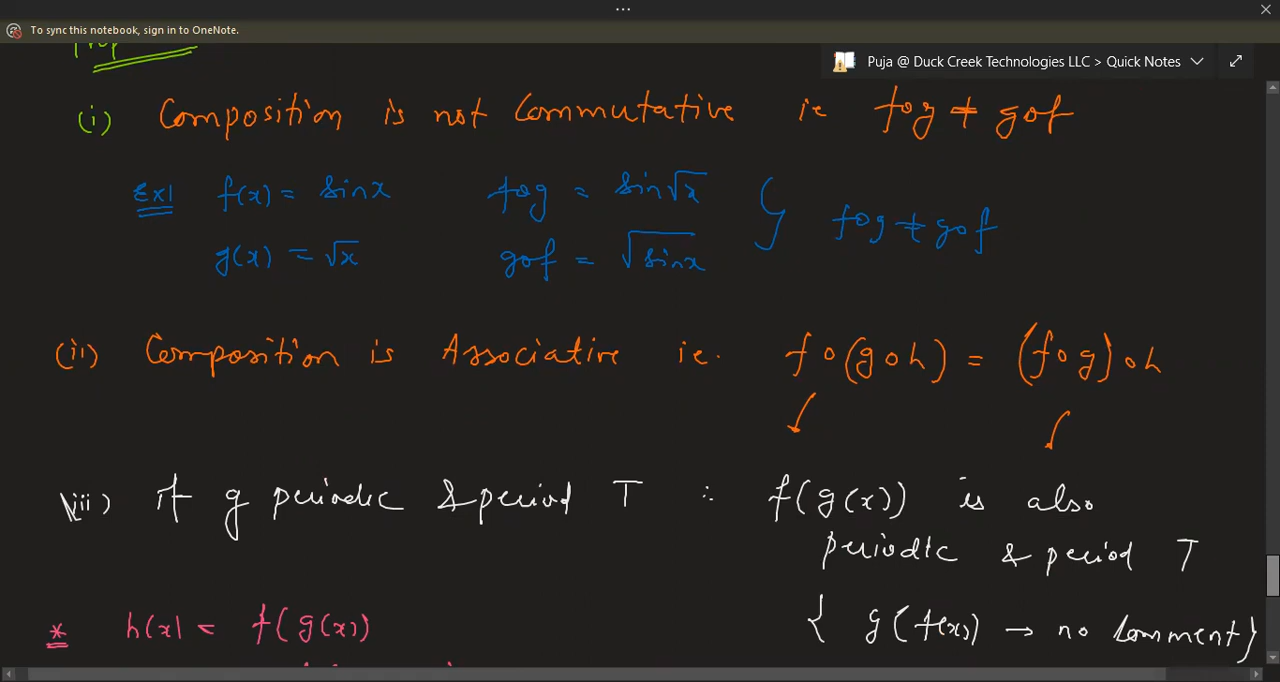 To sync this notebook, sign in to OneNote.
Puja @ Duck Creek Technologies LLC > Quick Notes
(i) Composition is not Commutative ie fog ≠ gof
Ex1 f(x) = sinx fog = sin√x } fog ≠ gof
g(x) = √x gof = √sinx
(ii) Composition is Associative ie. fo(goh) = (fog)oh
(iii) if g periodic & period T ∴ f(g(x)) is also
periodic & period T
* h(x) = f(g(x))
{ g(f(x)) → no Comment }